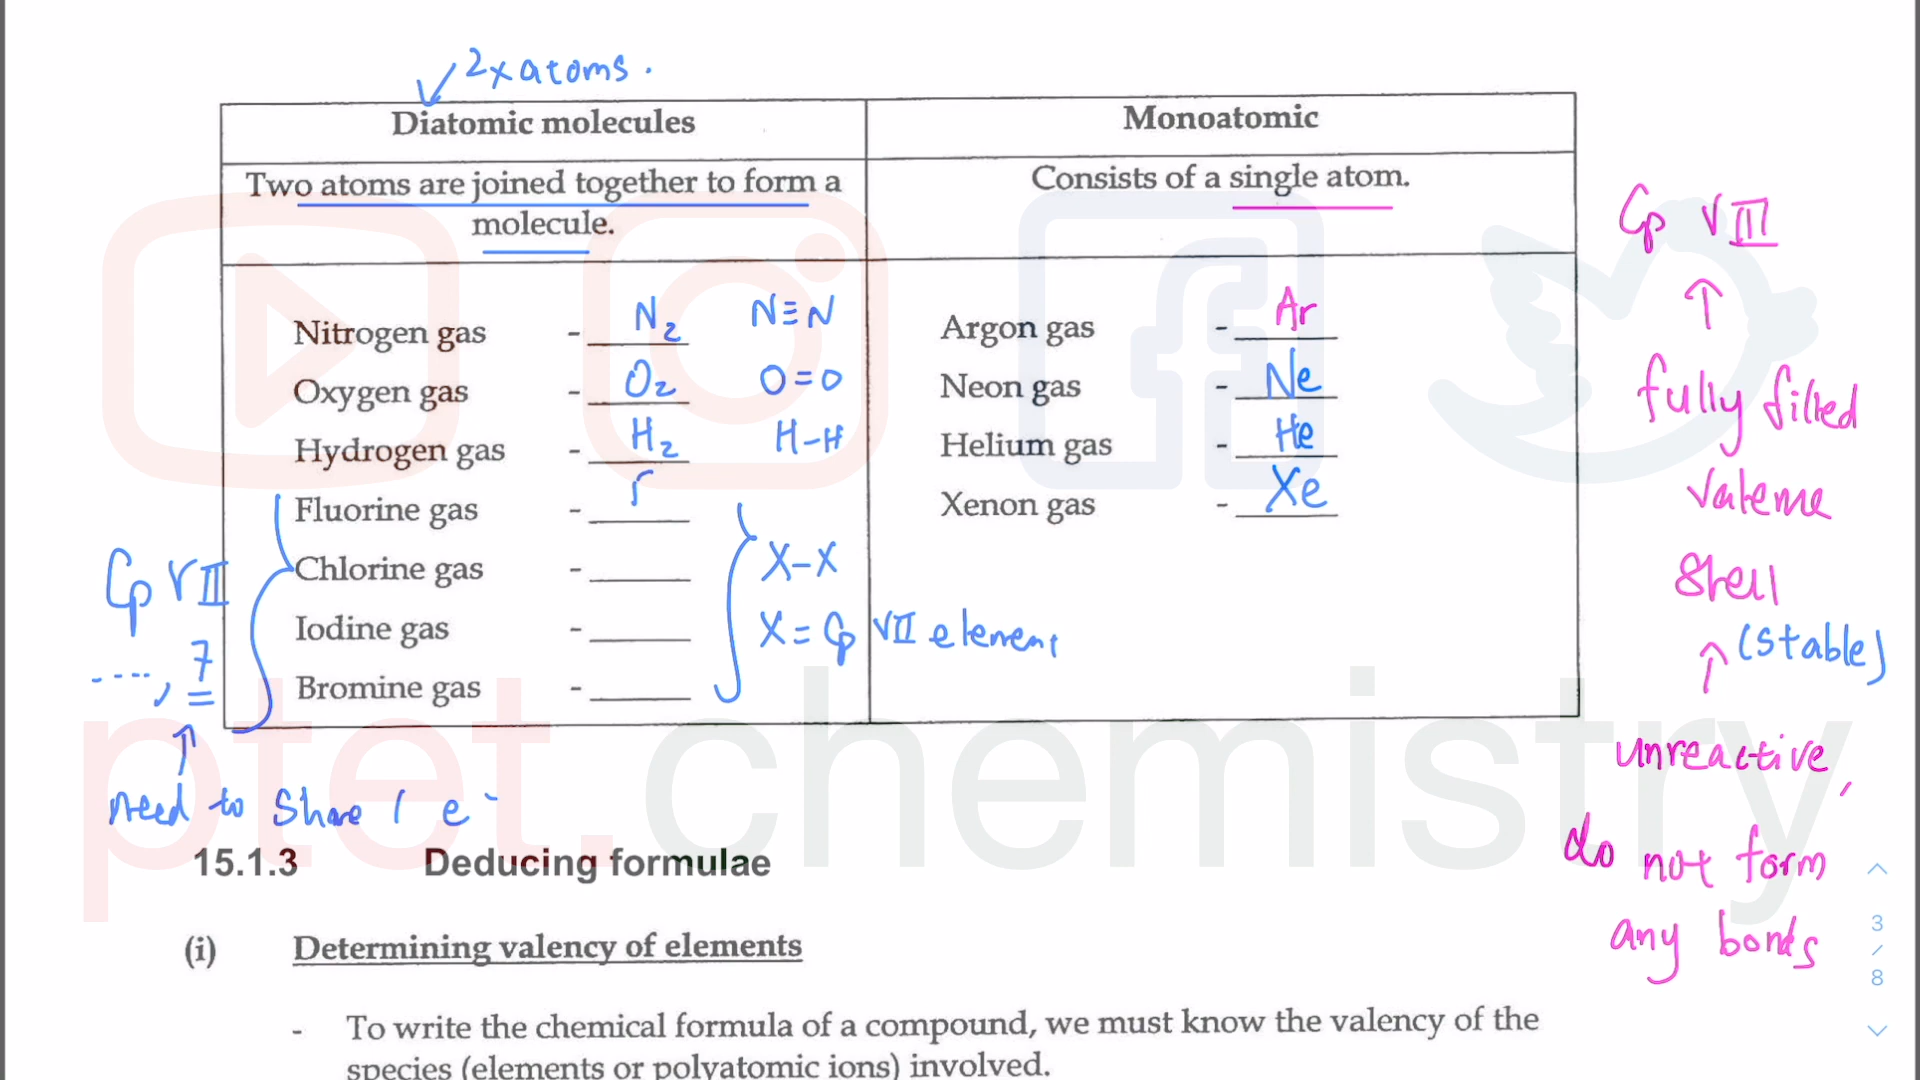 2x atoms.
Diatomic molecules
Monoatomic
Two atoms are joined together to form a
molecule.
Consists of a single atom.
Gp VIII
↑
fully filled
valence
shell
(stable)
↑
unreactive,
do not form
any bonds
Nitrogen gas - N₂ N≡N
Oxygen gas - O₂ O=O
Hydrogen gas - H₂ H-H
Fluorine gas -
Chlorine gas -
Iodine gas -
Bromine gas -
X-X
X = Gp VII element
Argon gas - Ar
Neon gas - Ne
Helium gas - He
Xenon gas - Xe
Gp VII
...., 7
↑
need to share 1 e⁻
ptet.chemistry
15.1.3 Deducing formulae
(i) Determining valency of elements
- To write the chemical formula of a compound, we must know the valency of the
species (elements or polyatomic ions) involved.
3
/
8